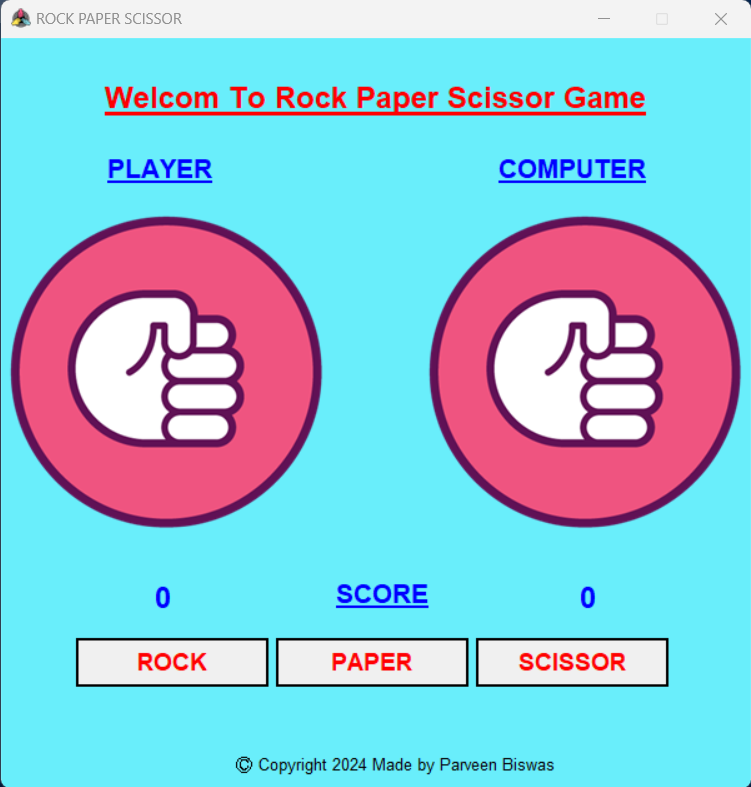 ROCK PAPER SCISSOR
Welcom To Rock Paper Scissor Game
PLAYER COMPUTER
0 SCORE 0
ROCK PAPER SCISSOR
© Copyright 2024 Made by Parveen Biswas